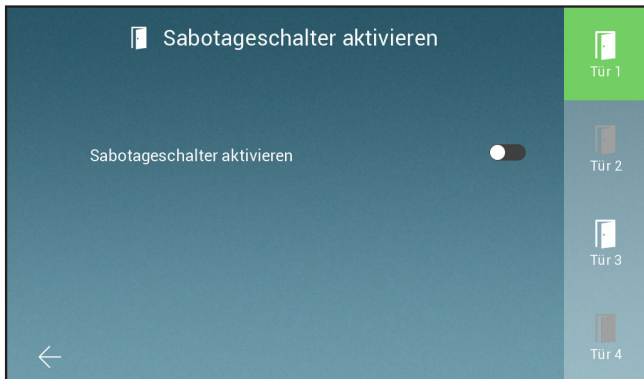 Sabotageschalter aktivieren
Sabotageschalter aktivieren
Tür 1
Tür 2
Tür 3
Tür 4